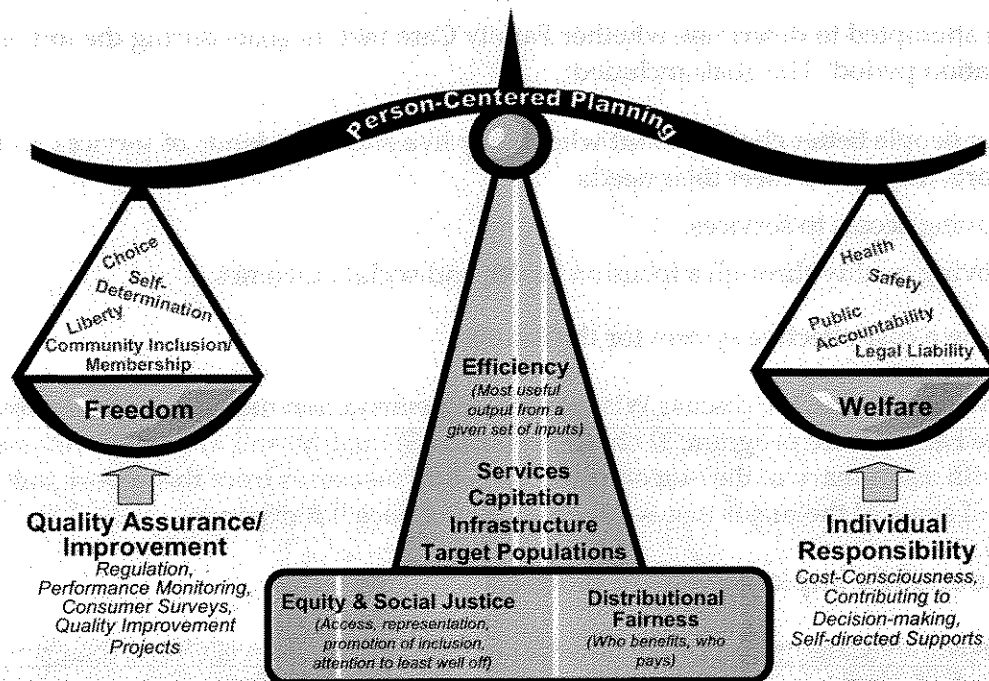 Person-Centered Planning
Choice
Self-
Determination
Liberty
Community Inclusion/
Membership
Freedom
Health
Safety
Public
Accountability
Legal Liability
Welfare
Efficiency
(Most useful
output from a
given set of inputs)
Services
Capitation
Infrastructure
Target Populations
Quality Assurance/
Improvement
Regulation,
Performance Monitoring,
Consumer Surveys,
Quality Improvement
Projects
Individual
Responsibility
Cost-Consciousness,
Contributing to
Decision-making,
Self-directed Supports
Equity & Social Justice
(Access, representation,
promotion of inclusion,
attention to least well off)
Distributional
Fairness
(Who benefits, who
pays)